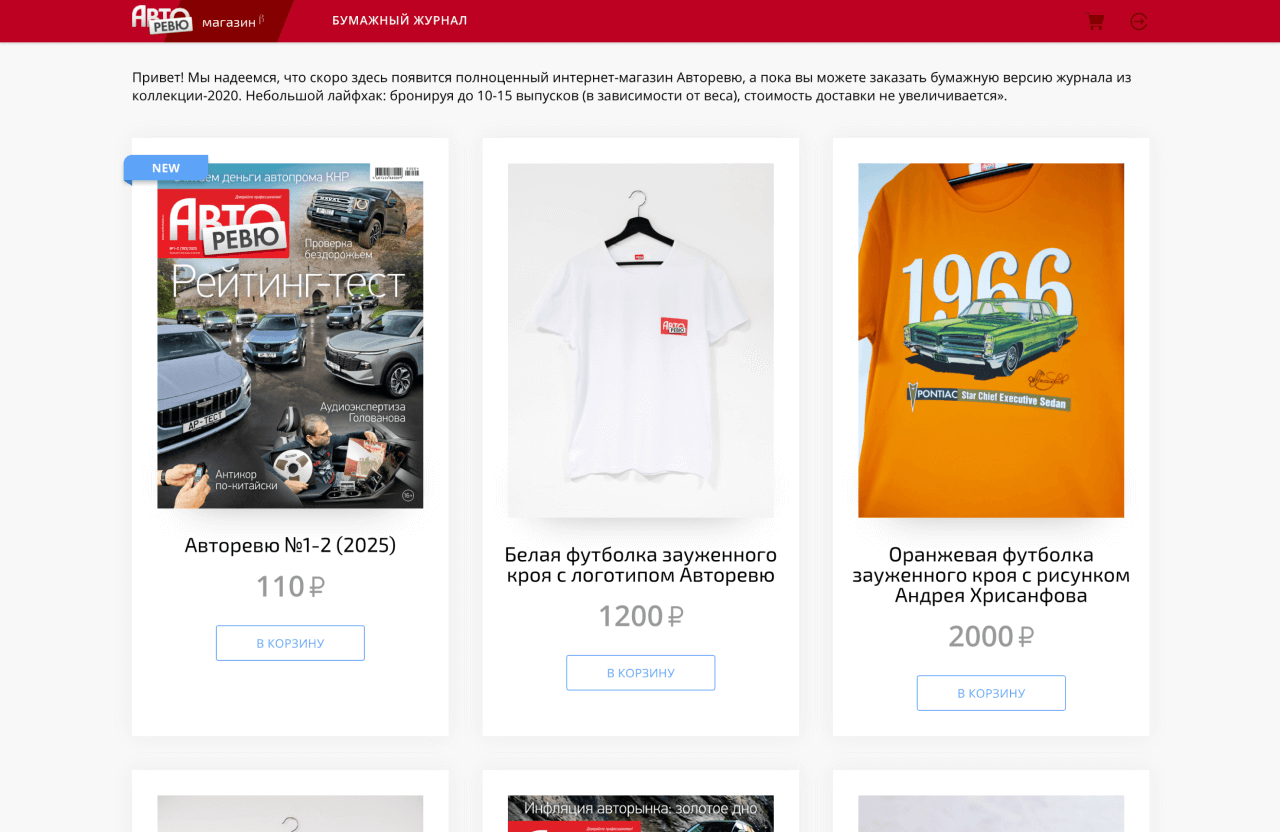 АВТО РЕВЮ магазин β
БУМАЖНЫЙ ЖУРНАЛ
Привет! Мы надеемся, что скоро здесь появится полноценный интернет-магазин Авторевю, а пока вы можете заказать бумажную версию журнала из
коллекции-2020. Небольшой лайфхак: бронируя до 10-15 выпусков (в зависимости от веса), стоимость доставки не увеличивается».
NEW
деньги автопрома КНР
АВТО
РЕВЮ
Проверка
бездорожьем
Рейтинг-тест
АР-ТЕСТ
Аудиоэкспертиза
Голованова
Антикор
по-китайски
16+
Авторевю №1-2 (2025)
110 ₽
В КОРЗИНУ
АВТО
РЕВЮ
Белая футболка зауженного
кроя с логотипом Авторевю
1200 ₽
В КОРЗИНУ
1966
PONTIAC Star Chief Executive Sedan
Оранжевая футболка
зауженного кроя с рисунком
Андрея Хрисанфова
2000 ₽
В КОРЗИНУ
Инфляция авторынка: золотое дно